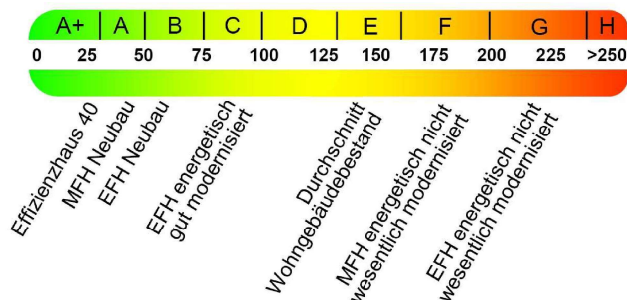 A+ A B C D E F G H
0 25 50 75 100 125 150 175 200 225 >250
Effizienzhaus 40
MFH Neubau
EFH Neubau
EFH energetisch
gut modernisiert
Durchschnitt
Wohngebäudebestand
MFH energetisch nicht
wesentlich modernisiert
EFH energetisch nicht
wesentlich modernisiert